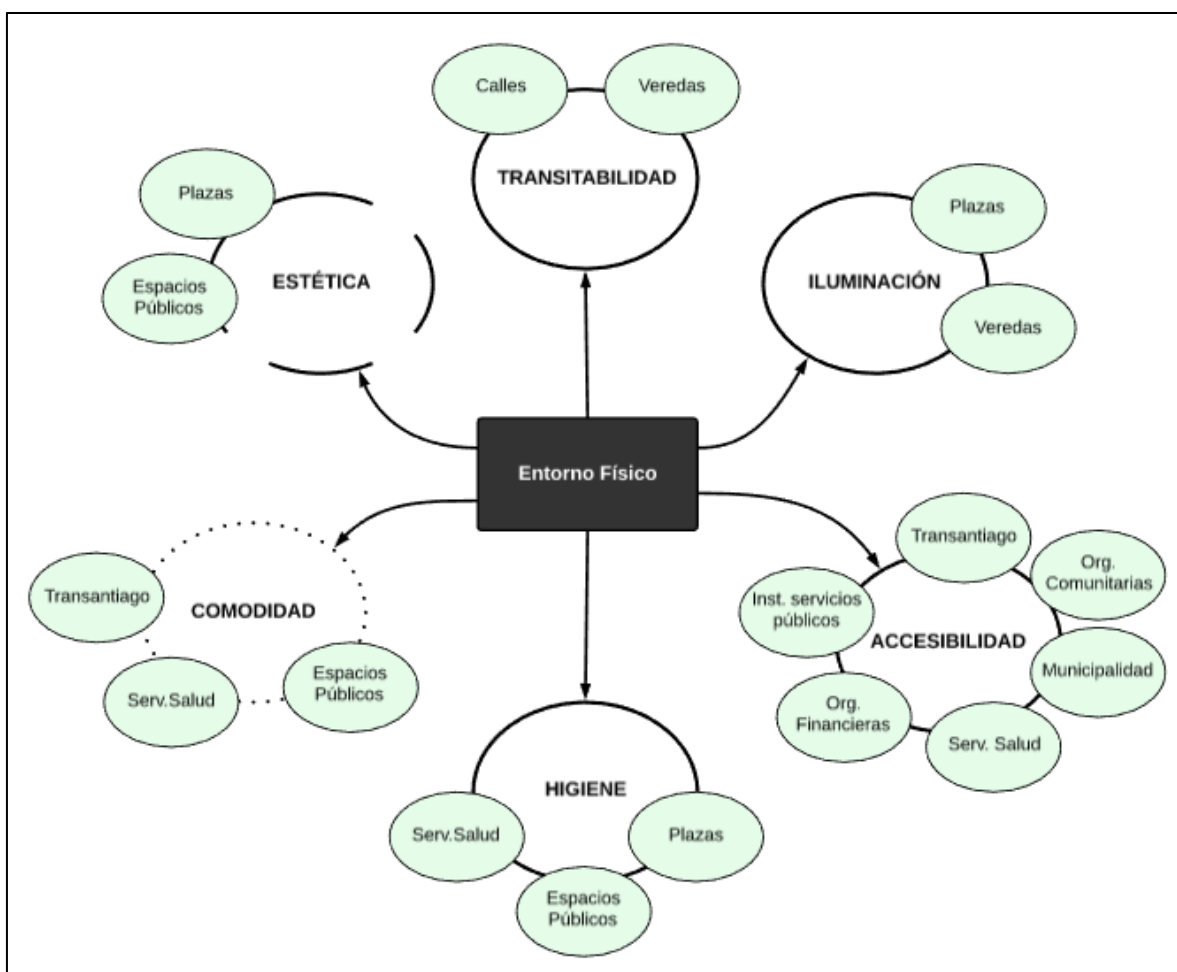 Calles
Veredas
TRANSITABILIDAD
Plazas
Espacios
Públicos
ESTÉTICA
Plazas
ILUMINACIÓN
Veredas
Entorno Físico
Transantiago
COMODIDAD
Serv.Salud
Espacios
Públicos
Transantiago
Org.
Comunitarias
Inst. servicios
públicos
ACCESIBILIDAD
Municipalidad
Org.
Financieras
Serv. Salud
HIGIENE
Serv.Salud
Plazas
Espacios
Públicos